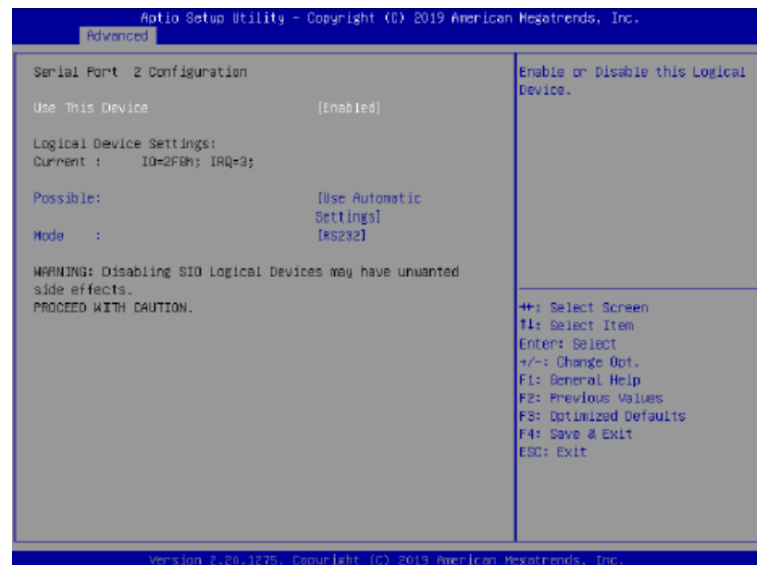 Aptio Setup Utility - Copyright (C) 2019 American Megatrends, Inc.
Advanced
Serial Port 2 Configuration
Use This Device [Enabled]
Logical Device Settings:
Current : IO=2F8h; IRQ=3;
Possible: [Use Automatic
Settings]
Mode : [RS232]
WARNING: Disabling SIO Logical Devices may have unwanted
side effects.
PROCEED WITH CAUTION.
Enable or Disable this Logical
Device.
→←: Select Screen
↑↓: Select Item
Enter: Select
+/-: Change Opt.
F1: General Help
F2: Previous Values
F3: Optimized Defaults
F4: Save & Exit
ESC: Exit
Version 2.20.1275. Copyright (C) 2019 American Megatrends, Inc.